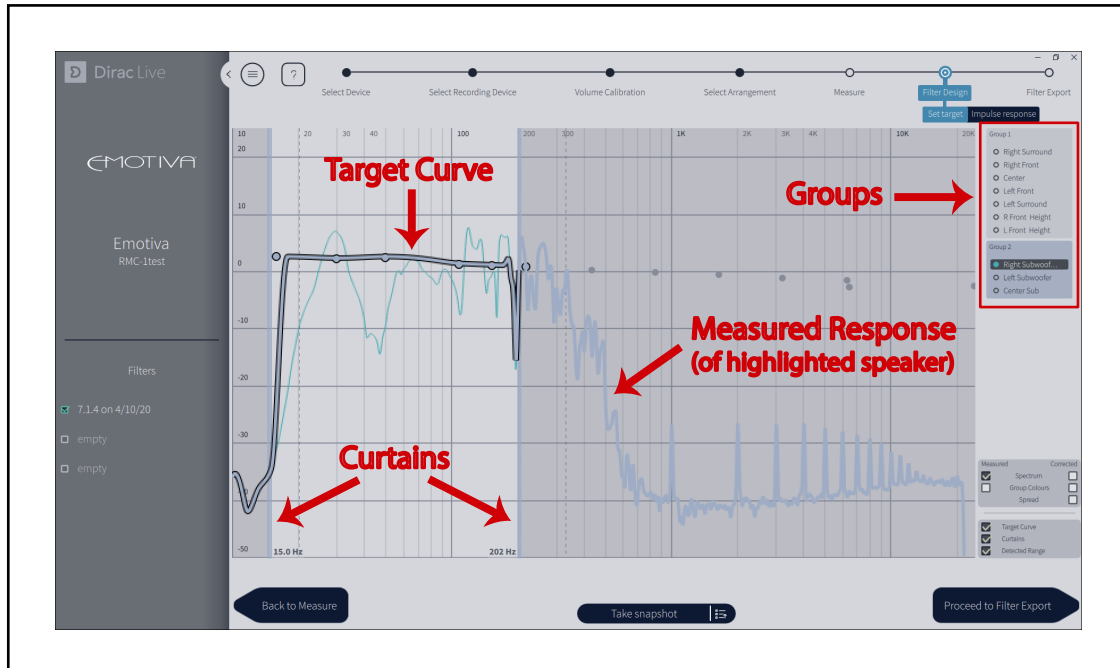 Dirac Live
?
Select Device
Select Recording Device
Volume Calibration
Select Arrangement
Measure
Filter Design
Filter Export
Set target
Impulse response
EMOTIVA
Emotiva
RMC-1test
Filters
7.1.4 on 4/10/20
empty
empty
10 20 30 40 100 200 300 1K 2K 3K 4K 10K 20K
20
10
0
-10
-20
-30
-50
Target Curve
Groups
Measured Response
(of highlighted speaker)
Curtains
15.0 Hz
202 Hz
Group 1
Right Surround
Right Front
Center
Left Front
Left Surround
R Front Height
L Front Height
Group 2
Right Subwoof...
Left Subwoofer
Center Sub
Measured Corrected
Spectrum
Group Colours
Spread
Target Curve
Curtains
Detected Range
Back to Measure
Take snapshot
Proceed to Filter Export